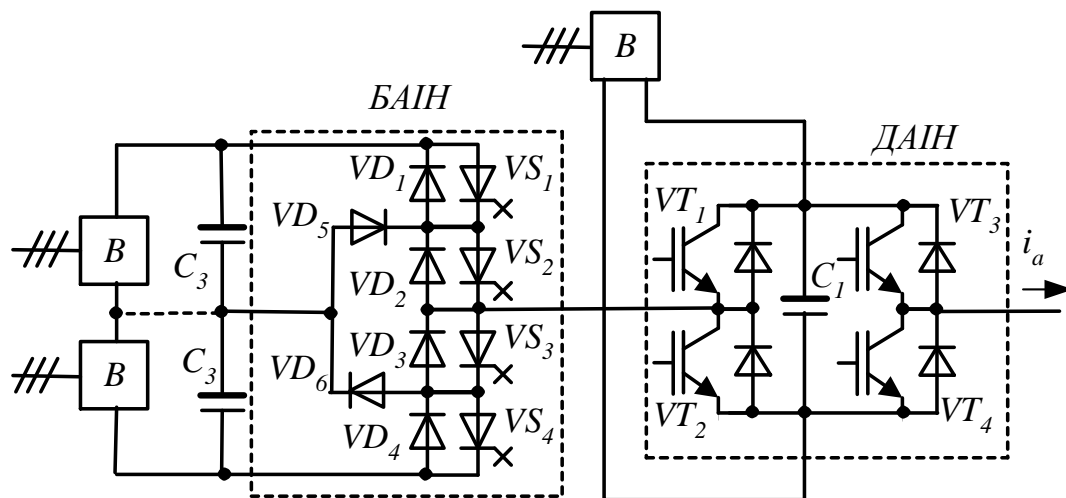 В
БАІН
ДАІН
VD₁
VS₁
VT₁
VT₃
VD₅
iₐ
В
C₃
VD₂
VS₂
C₁
C₃
VD₃
VS₃
В
VD₆
VT₂
VT₄
VD₄
VS₄